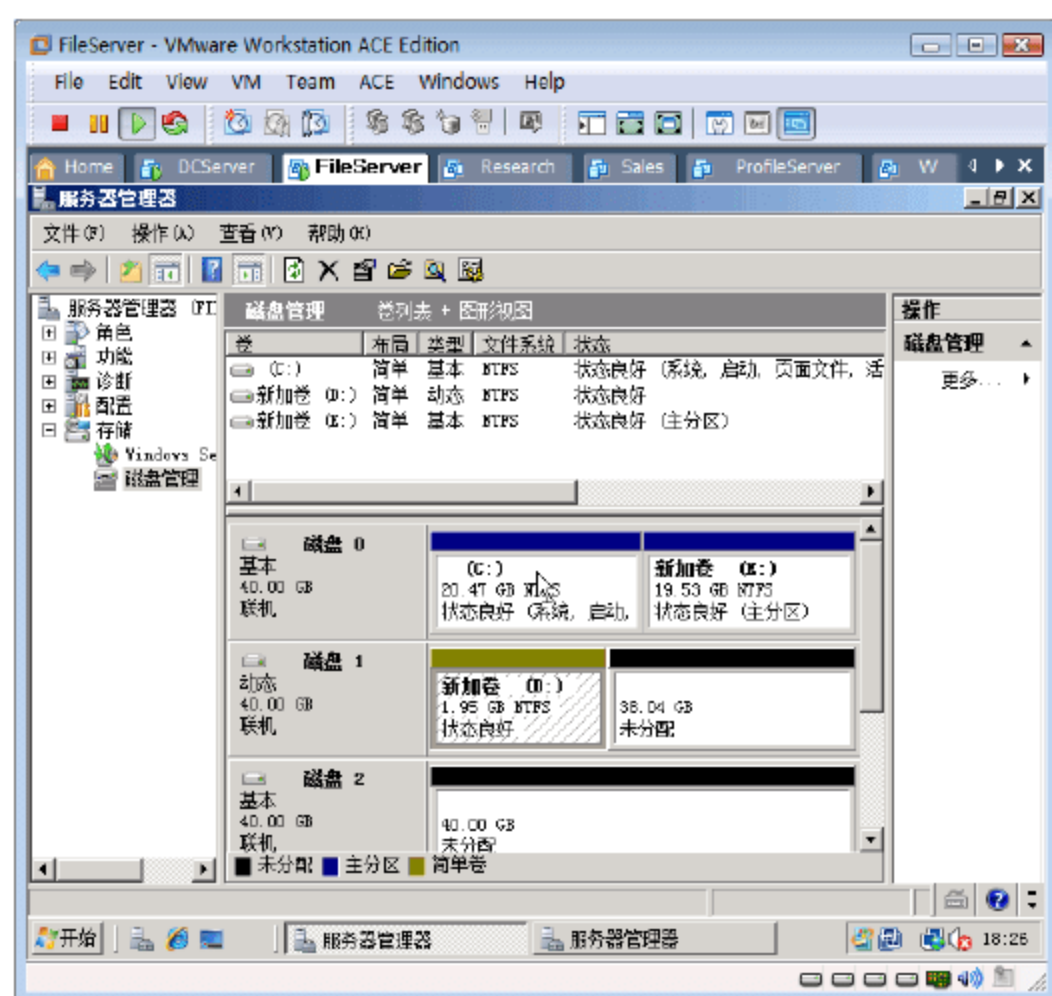 FileServer - VMware Workstation ACE Edition
File Edit View VM Team ACE Windows Help
Home DCServer FileServer Research Sales ProfileServer W
服务器管理器
文件(F) 操作(A) 查看(V) 帮助(H)
服务器管理器 (FI
角色
功能
诊断
配置
存储
Windows Se
磁盘管理
磁盘管理 卷列表 + 图形视图
卷 布局 类型 文件系统 状态
(C:) 简单 基本 NTFS 状态良好 (系统, 启动, 页面文件, 活
新加卷 (D:) 简单 动态 NTFS 状态良好
新加卷 (E:) 简单 基本 NTFS 状态良好 (主分区)
磁盘 0
基本
40.00 GB
联机
(C:)
20.47 GB NTFS
状态良好 (系统, 启动,
新加卷 (E:)
19.53 GB NTFS
状态良好 (主分区)
磁盘 1
动态
40.00 GB
联机
新加卷 (D:)
1.95 GB NTFS
状态良好
38.04 GB
未分配
磁盘 2
基本
40.00 GB
联机
40.00 GB
未分配
未分配 主分区 简单卷
操作
磁盘管理
更多...
开始 服务器管理器 服务器管理器 18:26